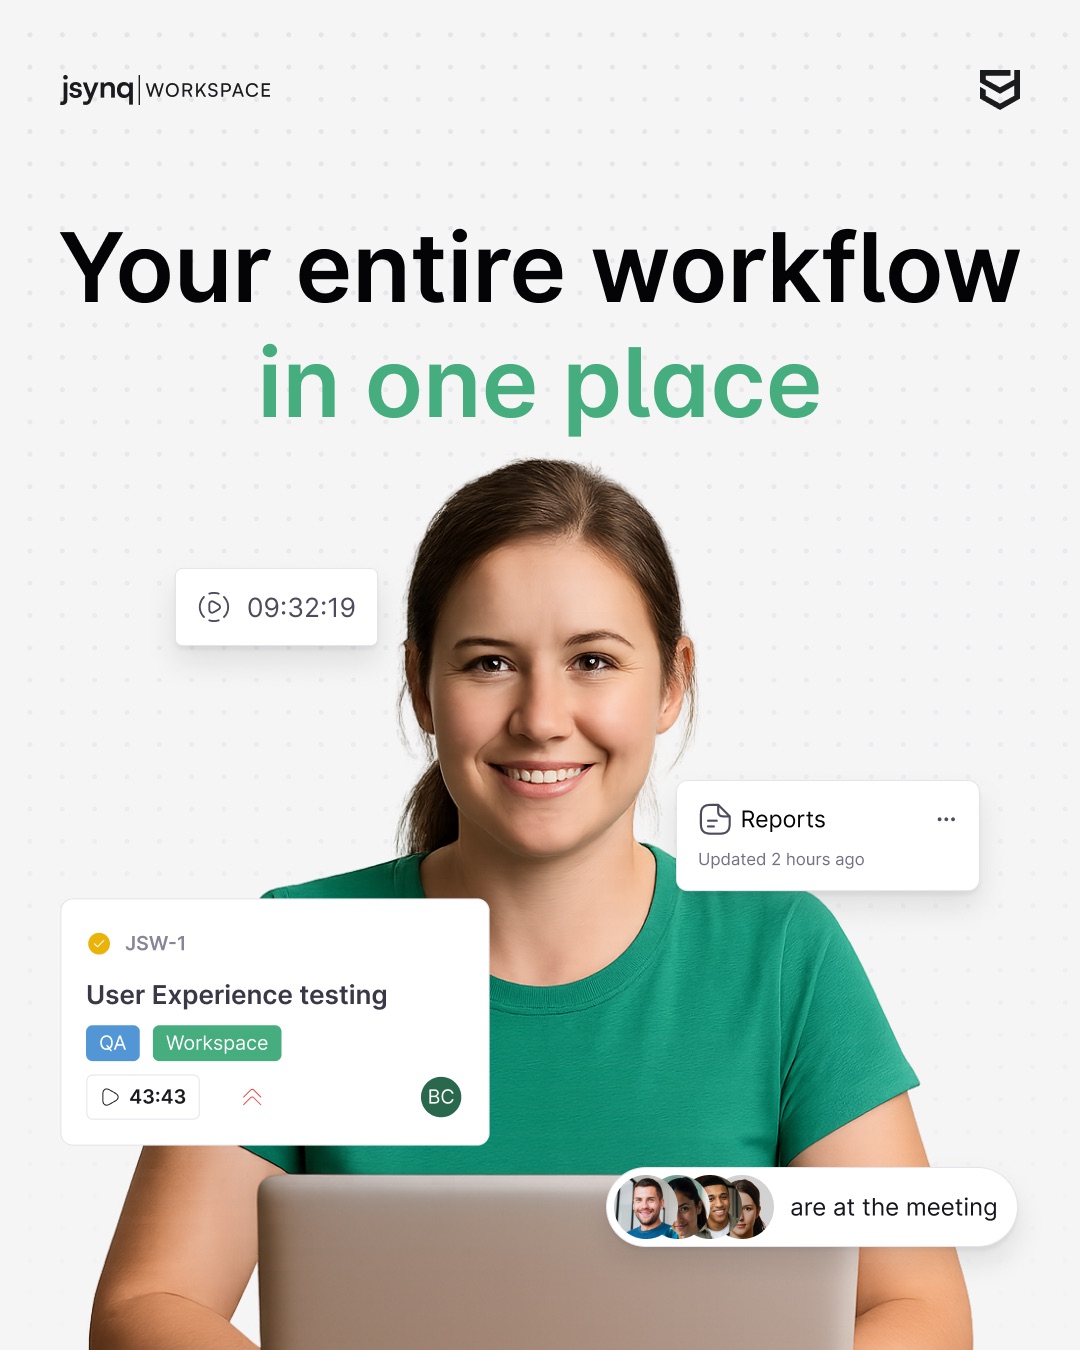 jsynq|WORKSPACE
Your entire workflow
in one place
09:32:19
Reports
Updated 2 hours ago
JSW-1
User Experience testing
QA Workspace
43:43
BC
are at the meeting